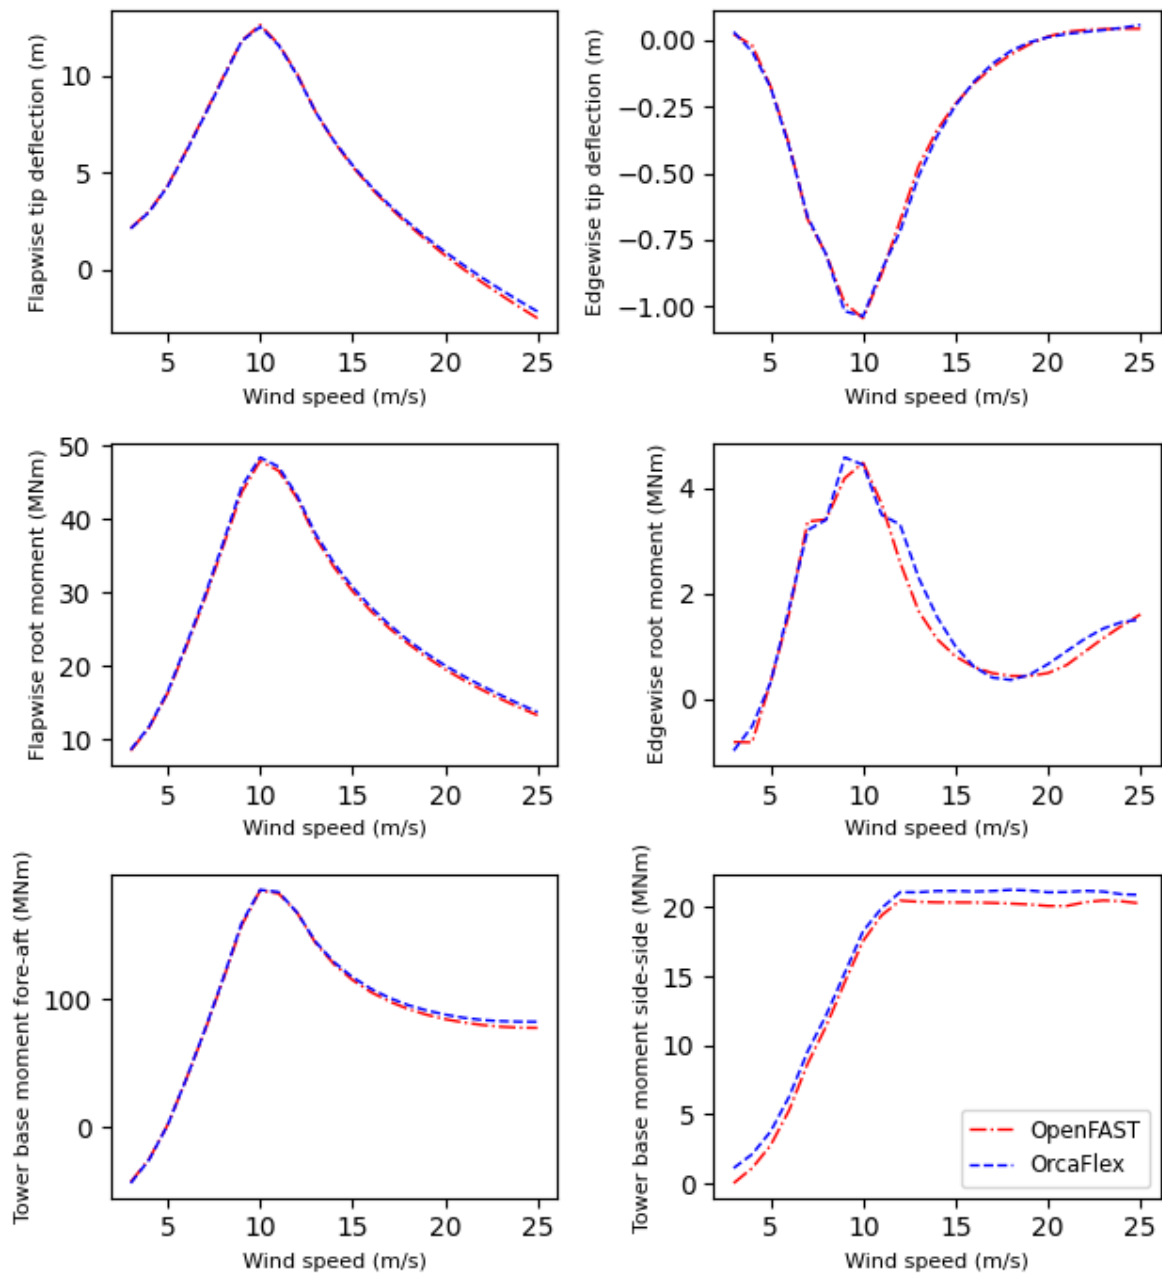 Flapwise tip deflection (m)
10
5
0
5 10 15 20 25
Wind speed (m/s)
Edgewise tip deflection (m)
0.00
−0.25
−0.50
−0.75
−1.00
5 10 15 20 25
Wind speed (m/s)
Flapwise root moment (MNm)
50
40
30
20
10
5 10 15 20 25
Wind speed (m/s)
Edgewise root moment (MNm)
4
2
0
5 10 15 20 25
Wind speed (m/s)
Tower base moment fore-aft (MNm)
100
0
5 10 15 20 25
Wind speed (m/s)
Tower base moment side-side (MNm)
20
15
10
5
0
OpenFAST
OrcaFlex
5 10 15 20 25
Wind speed (m/s)